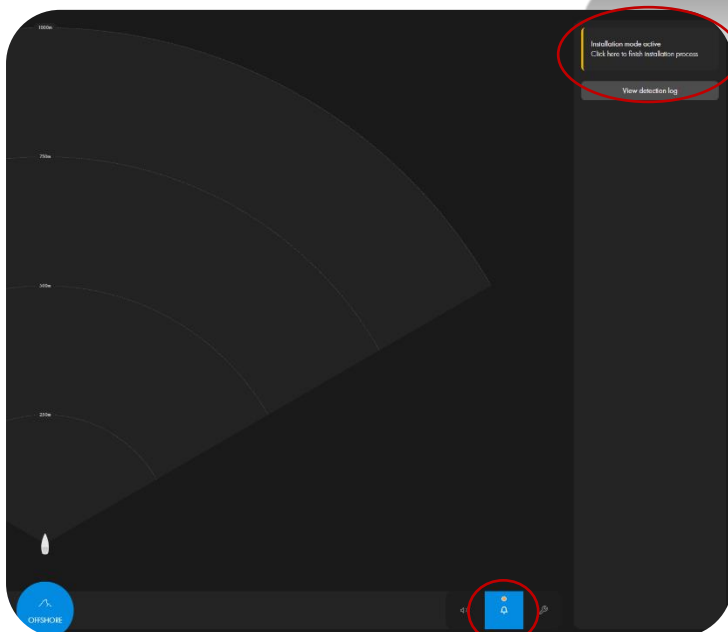 1000m
Installation mode active
Click here to finish installation process
View detection log
750m
500m
250m
OFFSHORE